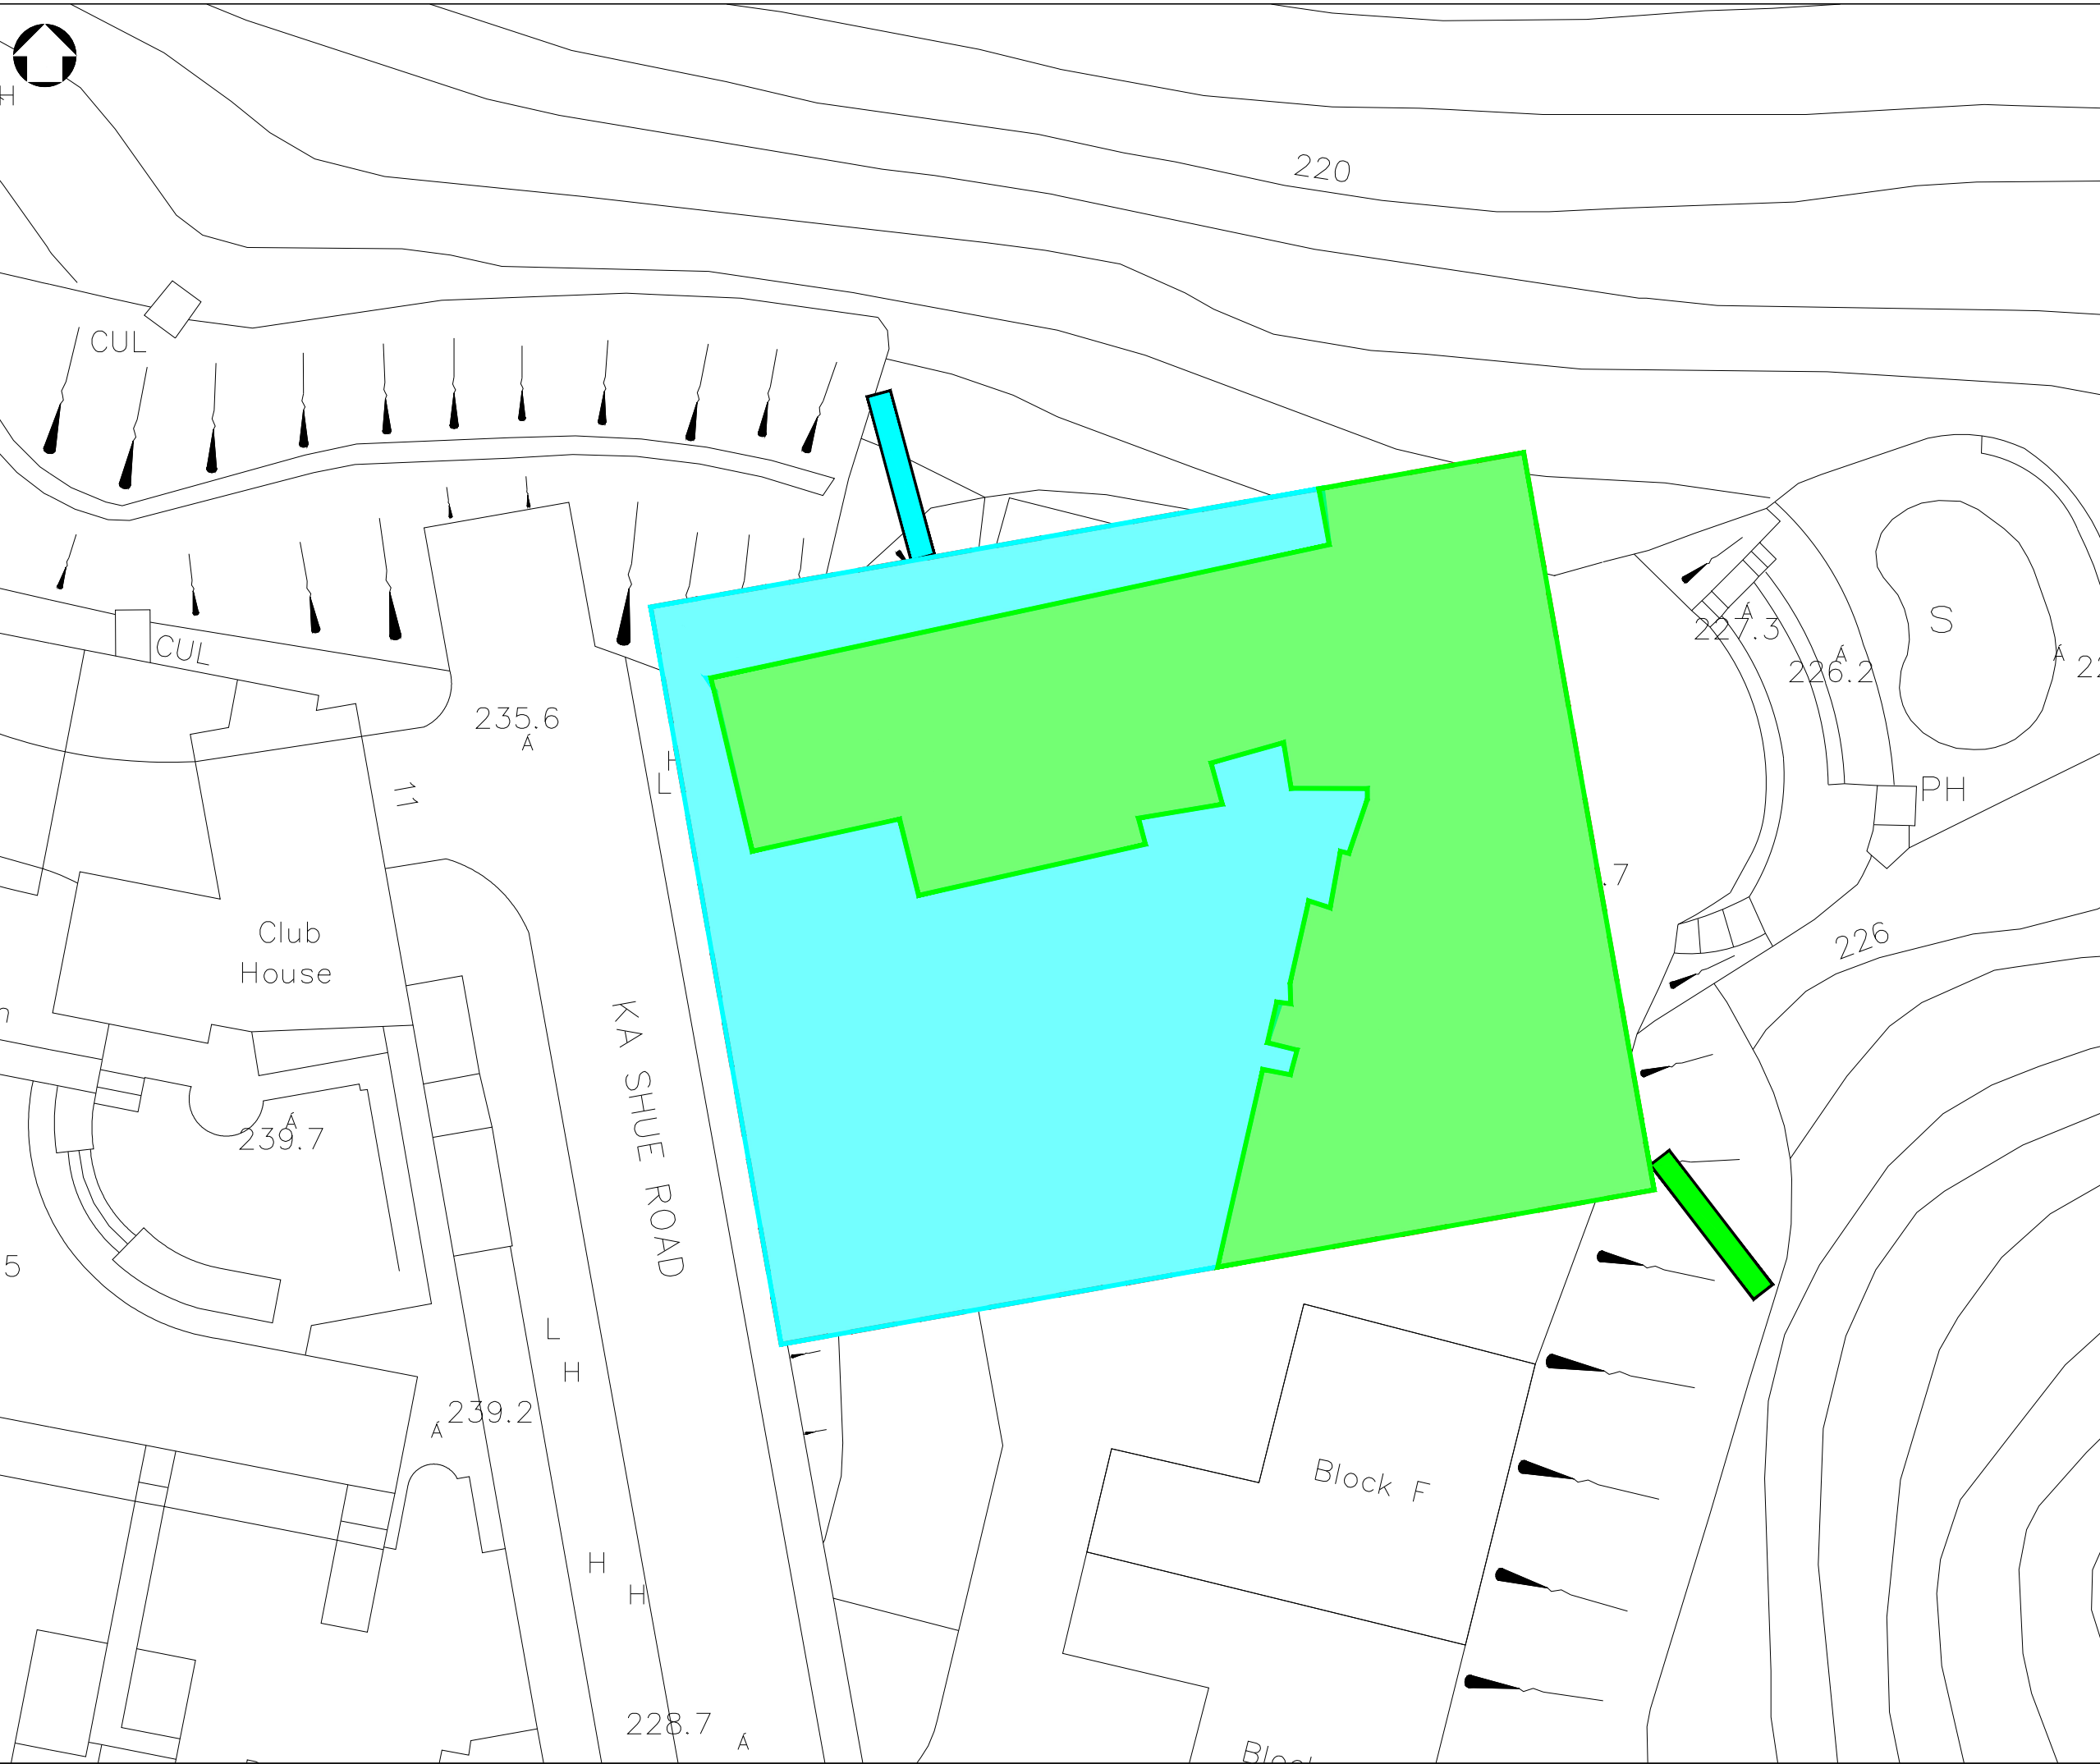 H
220
CUL
S
227.3
226.2
CUL
235.6
H
L
PH
11
.7
Club
House
226
KA SHUE ROAD
239.7
5
L
H
239.2
Block F
H
H
228.7